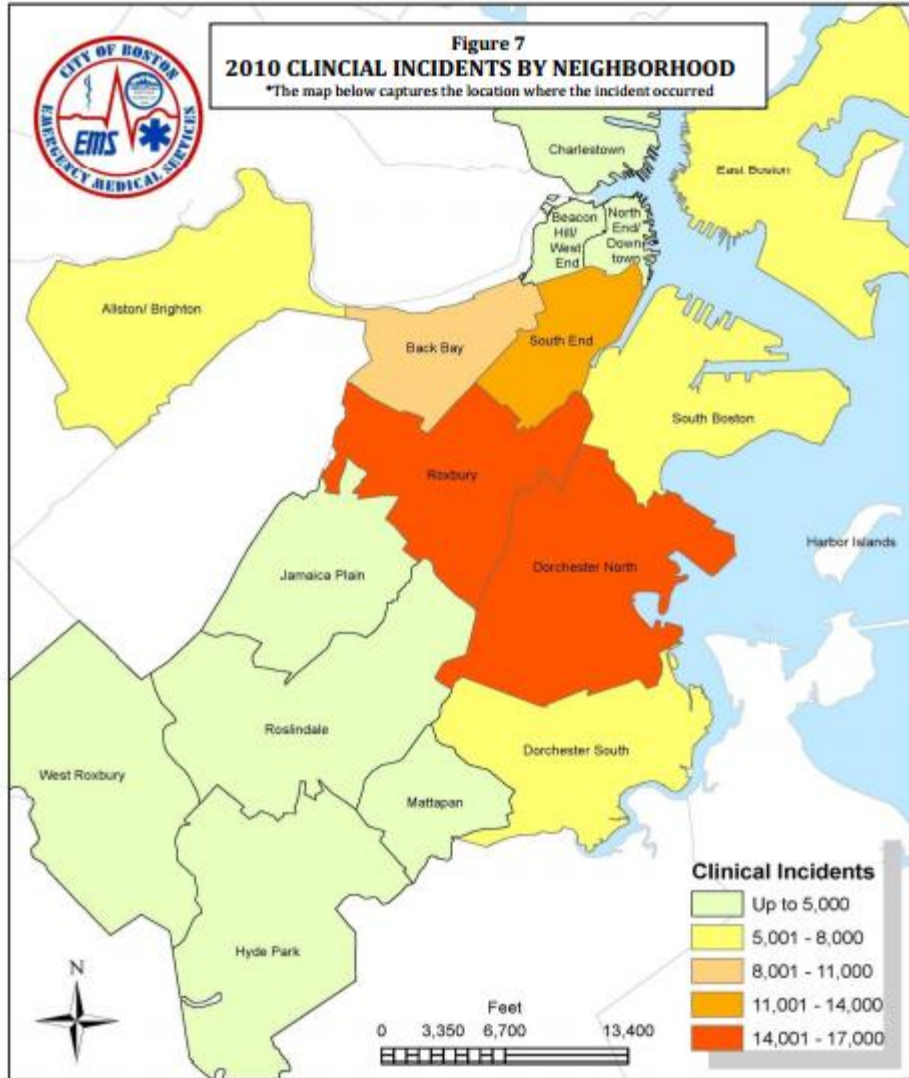 Figure 7
2010 CLINCIAL INCIDENTS BY NEIGHBORHOOD
*The map below captures the location where the incident occurred
CITY OF BOSTON
EMS
EMERGENCY MEDICAL SERVICES
Charlestown
East Boston
Beacon
Hill/
West
End
North
End/
Down
town
Allston/ Brighton
Back Bay
South End
South Boston
Roxbury
Harbor Islands
Jamaica Plain
Dorchester North
Roslindale
Dorchester South
West Roxbury
Mattapan
Hyde Park
Clinical Incidents
Up to 5,000
5,001 - 8,000
8,001 - 11,000
11,001 - 14,000
14,001 - 17,000
N
Feet
0 3,350 6,700 13,400